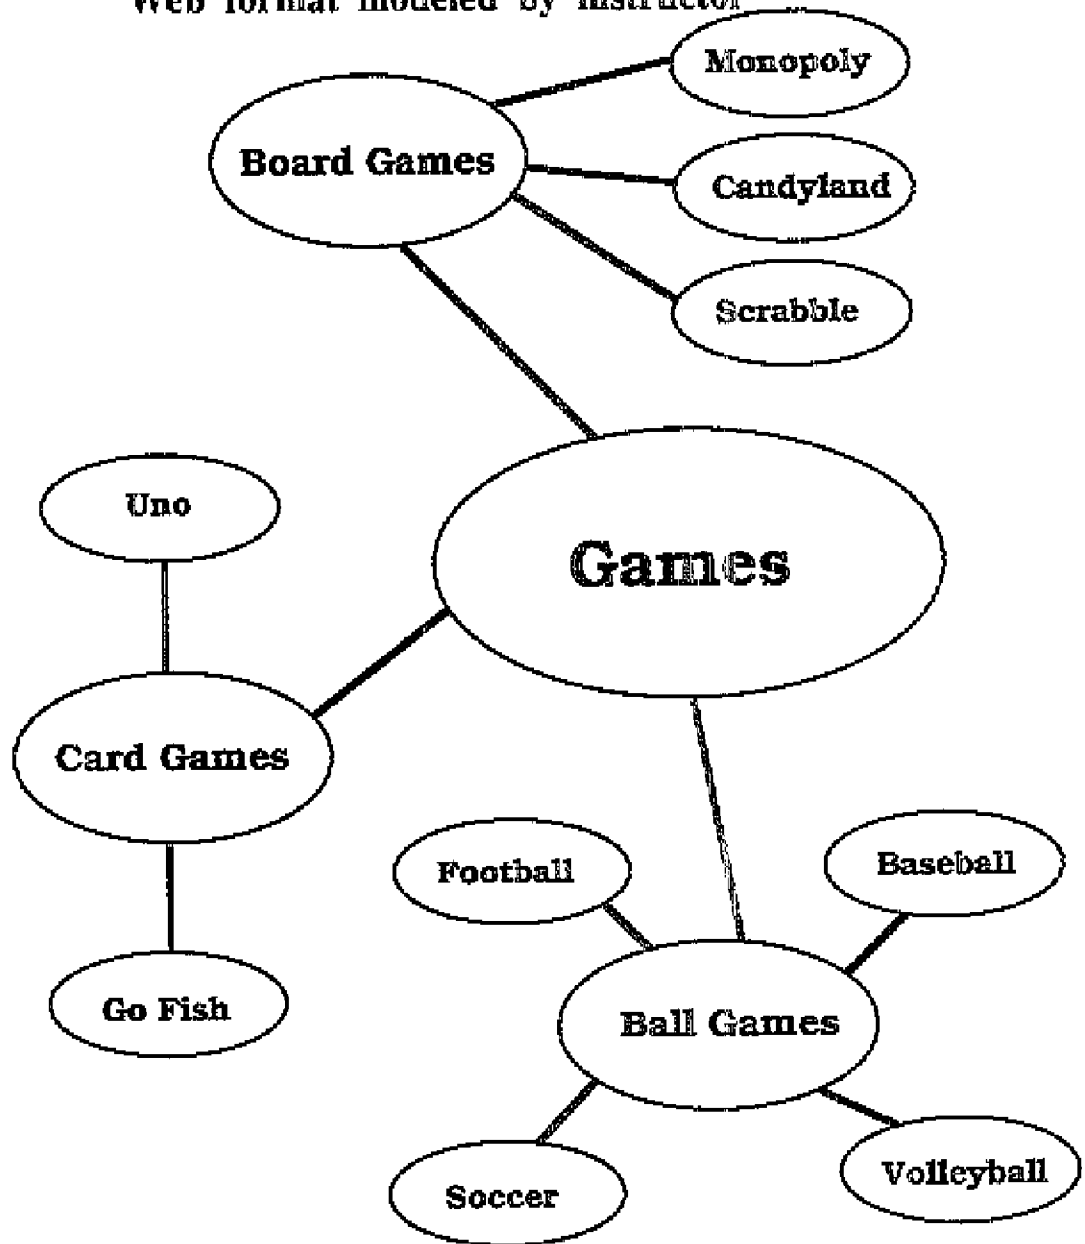 Web format modeled by instructor
Monopoly
Board Games
Candyland
Scrabble
Uno
Games
Card Games
Football
Baseball
Go Fish
Ball Games
Volleyball
Soccer